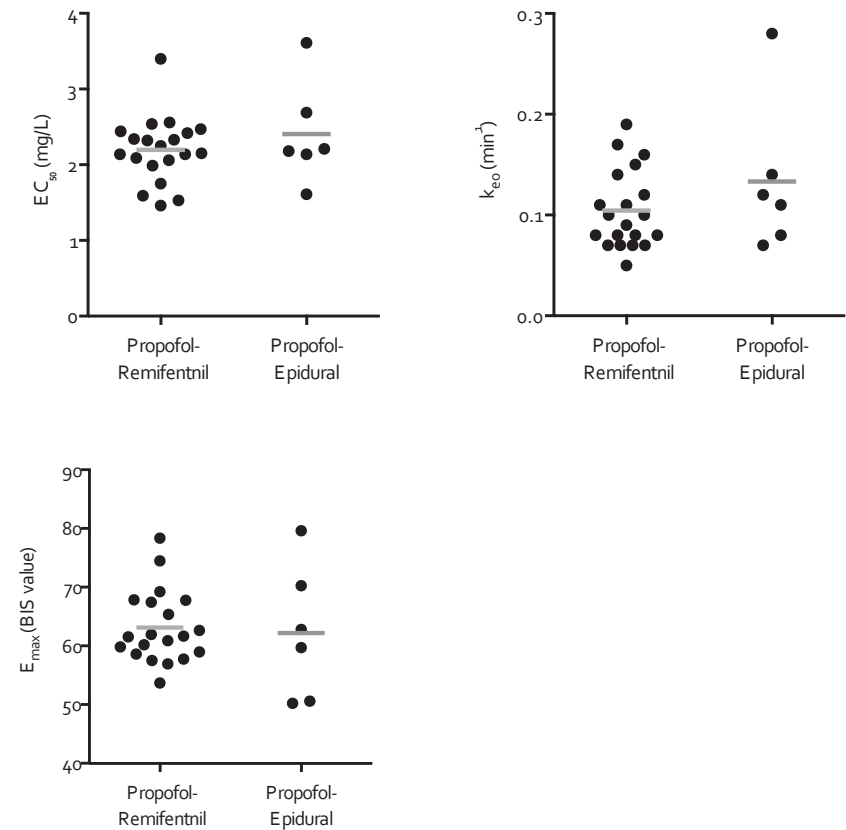 4
3
2
1
0
EC50 (mg/L)
Propofol- Propofol-
Remifentnil Epidural
0.3
0.2
0.1
0.0
keo (min-1)
Propofol- Propofol-
Remifentnil Epidural
90
80
70
60
50
40
Emax (BIS value)
Propofol- Propofol-
Remifentnil Epidural